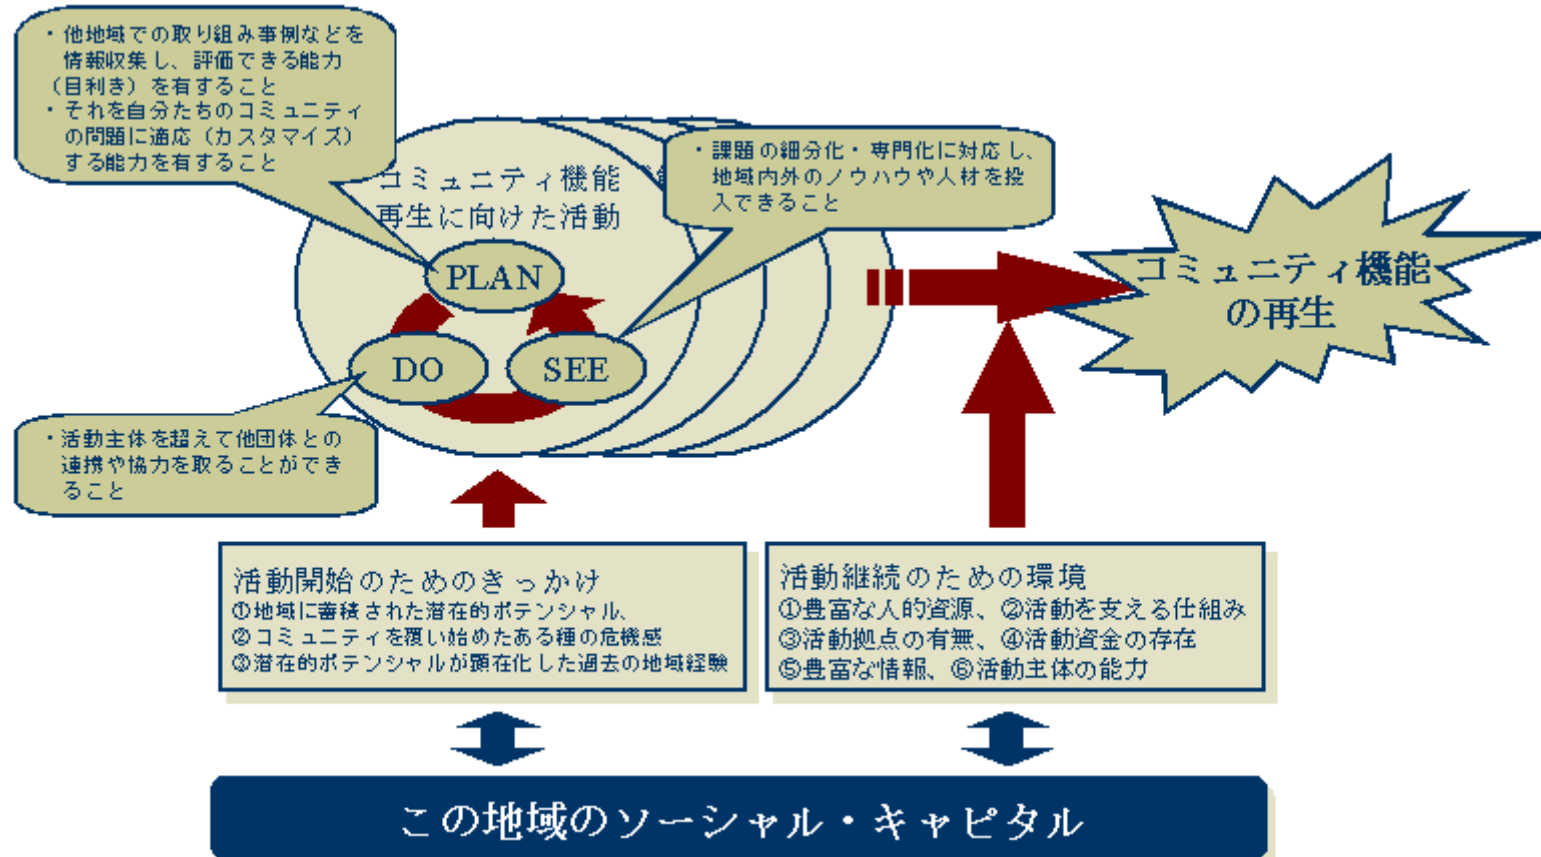 ・他地域での取り組み事例などを
情報収集し、評価できる能力
（目利き）を有すること
・それを自分たちのコミュニティ
の問題に適応（カスタマイズ）
する能力を有すること
コミュニティ機能
再生に向けた活動
・課題の細分化・専門化に対応し、
地域内外のノウハウや人材を投
入できること
PLAN
DO
SEE
コミュニティ機能
の再生
・活動主体を超えて他団体との
連携や協力を取ることができ
ること
活動開始のためのきっかけ
①地域に蓄積された潜在的ポテンシャル、
②コミュニティを覆い始めたある種の危機感
③潜在的ポテンシャルが顕在化した過去の地域経験
活動継続のための環境
①豊富な人的資源、②活動を支える仕組み
③活動拠点の有無、④活動資金の存在
⑤豊富な情報、⑥活動主体の能力
この地域のソーシャル・キャピタル